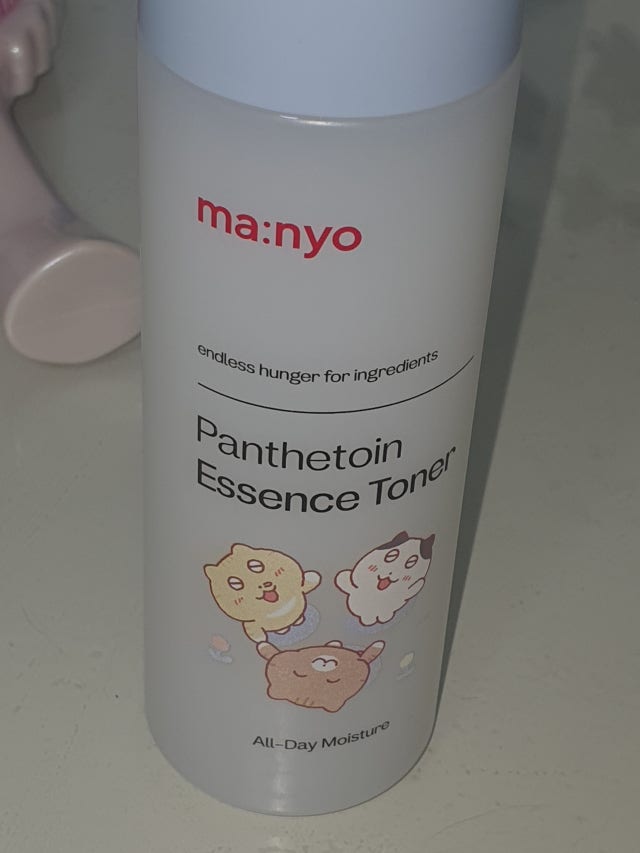 ma:nyo
endless hunger for ingredients
Panthetoin
Essence Toner
All-Day Moisture